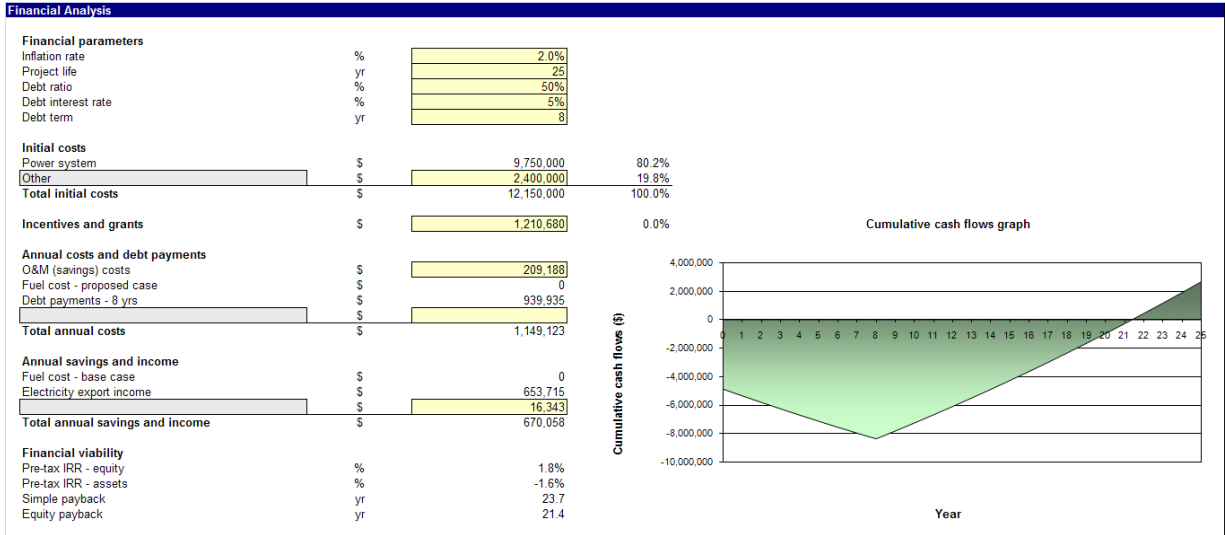 Financial Analysis
Financial parameters
Inflation rate % 2.0%
Project life yr 25
Debt ratio % 50%
Debt interest rate % 5%
Debt term yr 8
Initial costs
Power system $ 9,750,000 80.2%
Other $ 2,400,000 19.8%
Total initial costs $ 12,150,000 100.0%
Incentives and grants $ 1,210,680 0.0%
Annual costs and debt payments
O&M (savings) costs $ 209,188
Fuel cost - proposed case $ 0
Debt payments - 8 yrs $ 939,935
$
Total annual costs $ 1,149,123
Annual savings and income
Fuel cost - base case $ 0
Electricity export income $ 653,715
$ 16,343
Total annual savings and income $ 670,058
Financial viability
Pre-tax IRR - equity % 1.8%
Pre-tax IRR - assets % -1.6%
Simple payback yr 23.7
Equity payback yr 21.4
Cumulative cash flows graph
Cumulative cash flows ($)
4,000,000
2,000,000
0
-2,000,000
-4,000,000
-6,000,000
-8,000,000
-10,000,000
0 1 2 3 4 5 6 7 8 9 10 11 12 13 14 15 16 17 18 19 20 21 22 23 24 25
Year